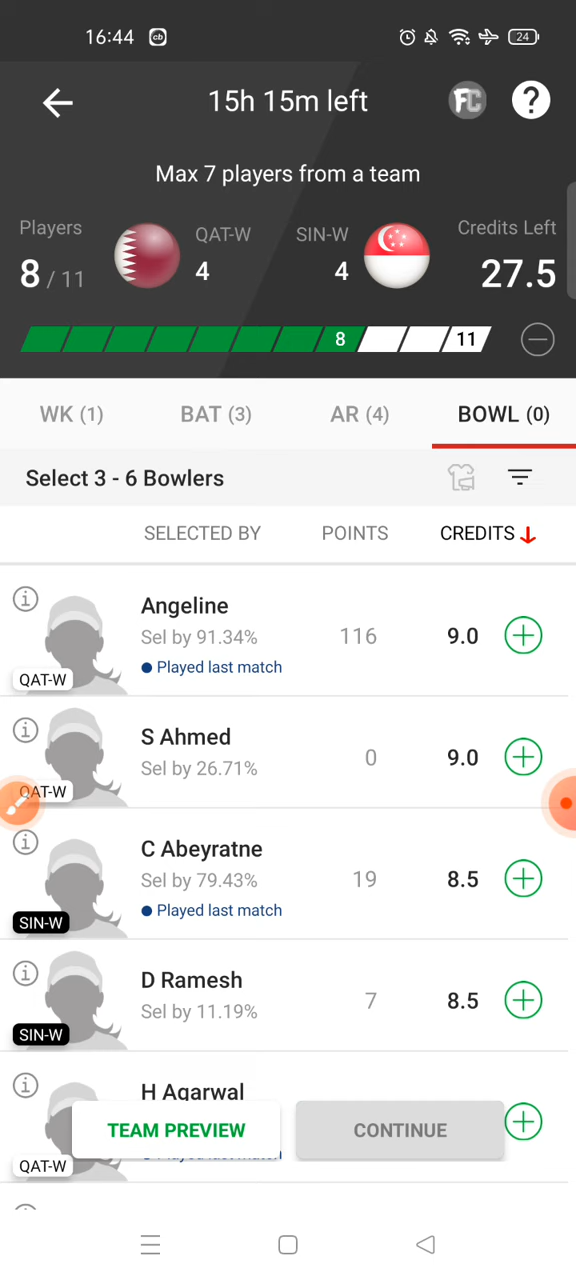 16:44
cb
24
15h 15m left
FC
?
Max 7 players from a team
Players
QAT-W
SIN-W
Credits Left
8 / 11
4
4
27.5
8
11
WK (1)
BAT (3)
AR (4)
BOWL (0)
Select 3 - 6 Bowlers
SELECTED BY
POINTS
CREDITS
Angeline
Sel by 91.34%
116
9.0
Played last match
QAT-W
S Ahmed
Sel by 26.71%
0
9.0
QAT-W
C Abeyratne
Sel by 79.43%
19
8.5
Played last match
SIN-W
D Ramesh
Sel by 11.19%
7
8.5
SIN-W
H Agarwal
TEAM PREVIEW
CONTINUE
QAT-W